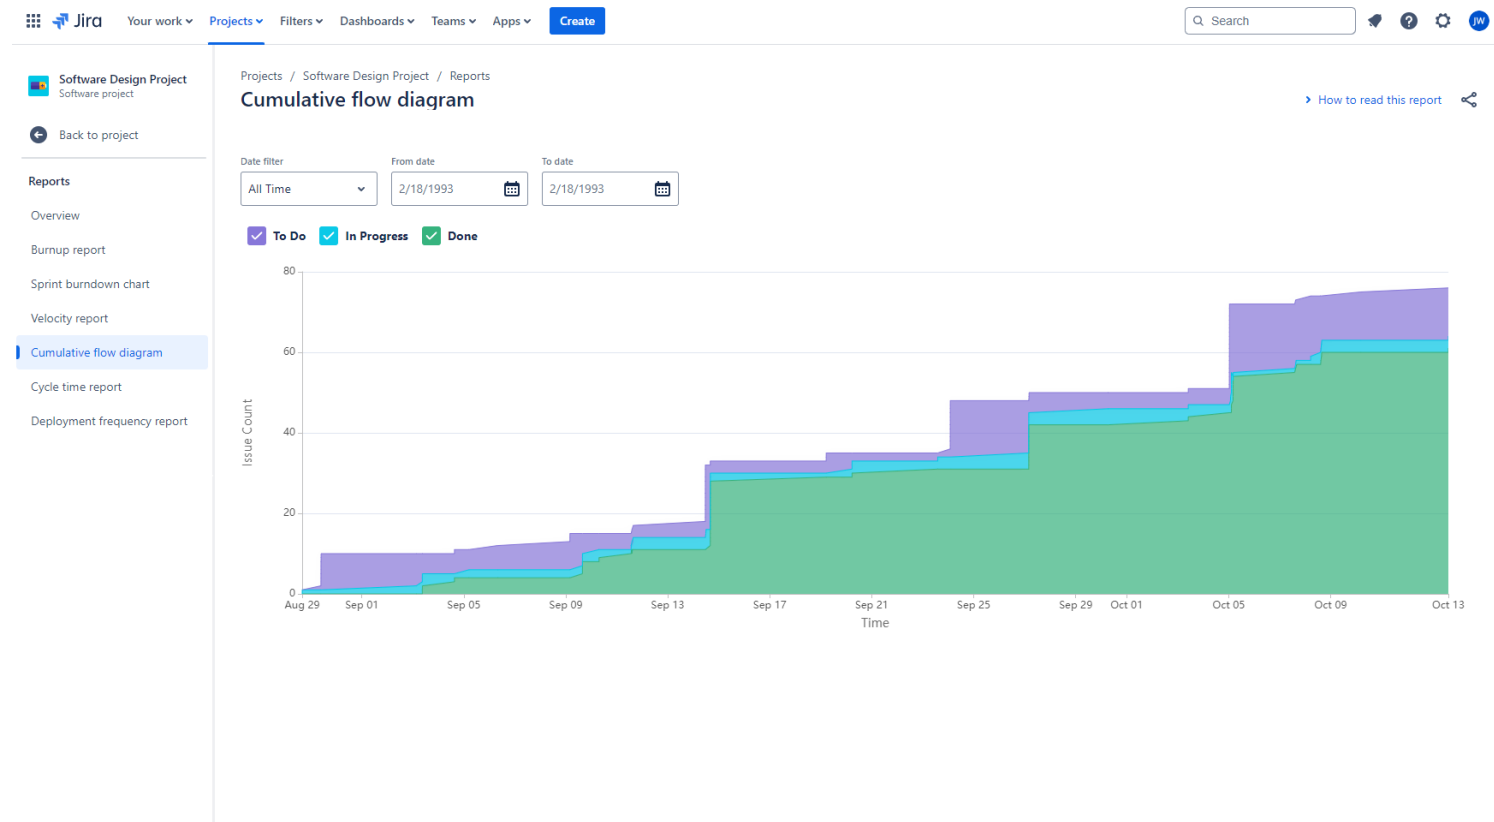 Jira Your work Projects Filters Dashboards Teams Apps Create Search JW
Software Design Project
Software project
Back to project
Reports
Overview
Burnup report
Sprint burndown chart
Velocity report
Cumulative flow diagram
Cycle time report
Deployment frequency report
Projects / Software Design Project / Reports
Cumulative flow diagram
How to read this report
Date filter From date To date
All Time 2/18/1993 2/18/1993
To Do In Progress Done
80
60
40
20
0
Issue Count
Aug 29 Sep 01 Sep 05 Sep 09 Sep 13 Sep 17 Sep 21 Sep 25 Sep 29 Oct 01 Oct 05 Oct 09 Oct 13
Time